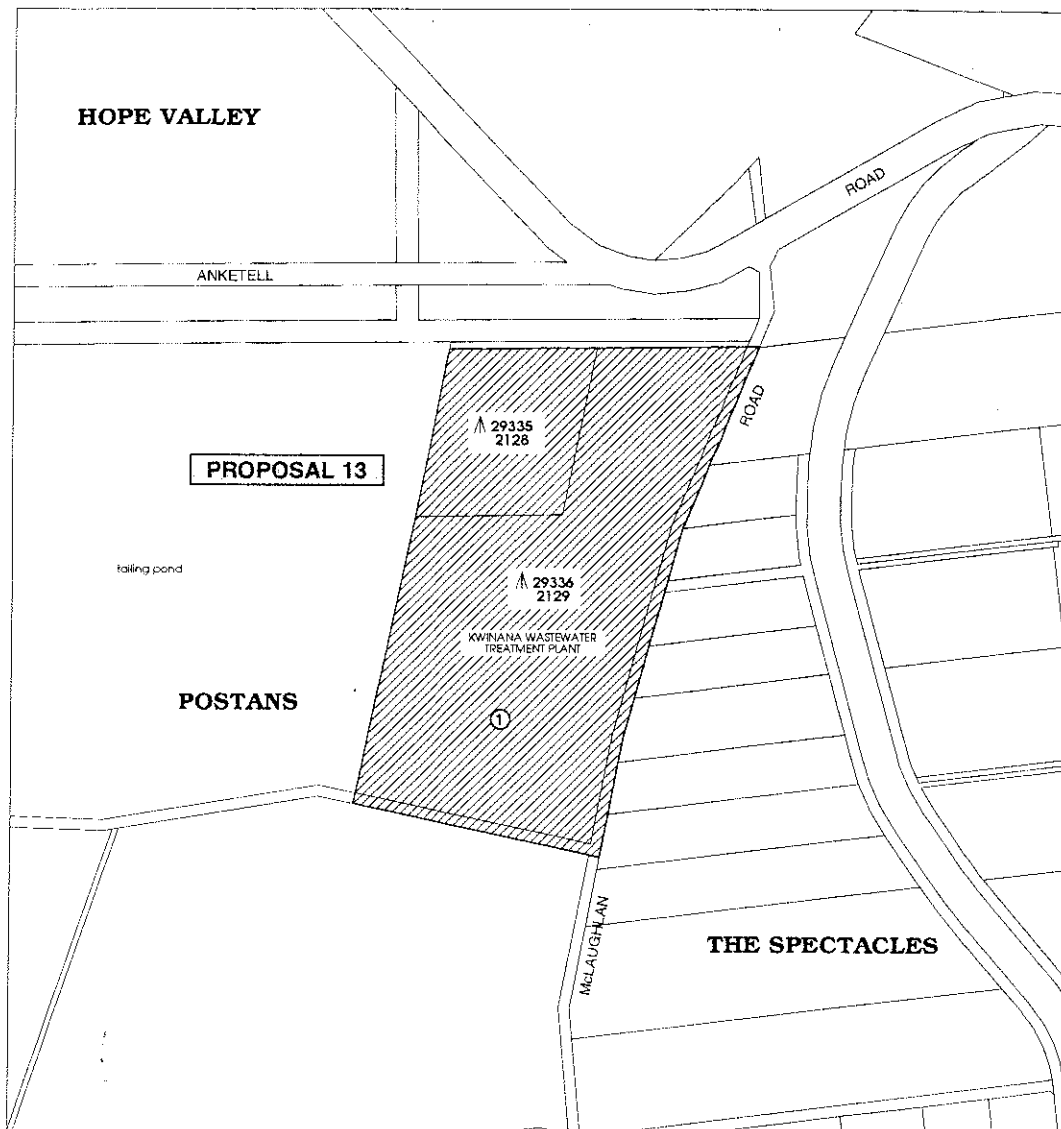 HOPE VALLEY
ROAD
ANKETELL
ROAD
29335
2128
PROPOSAL 13
tailing pond
29336
2129
KWINANA WASTEWATER
TREATMENT PLANT
POSTANS
1
McLAUGHLAN
THE SPECTACLES